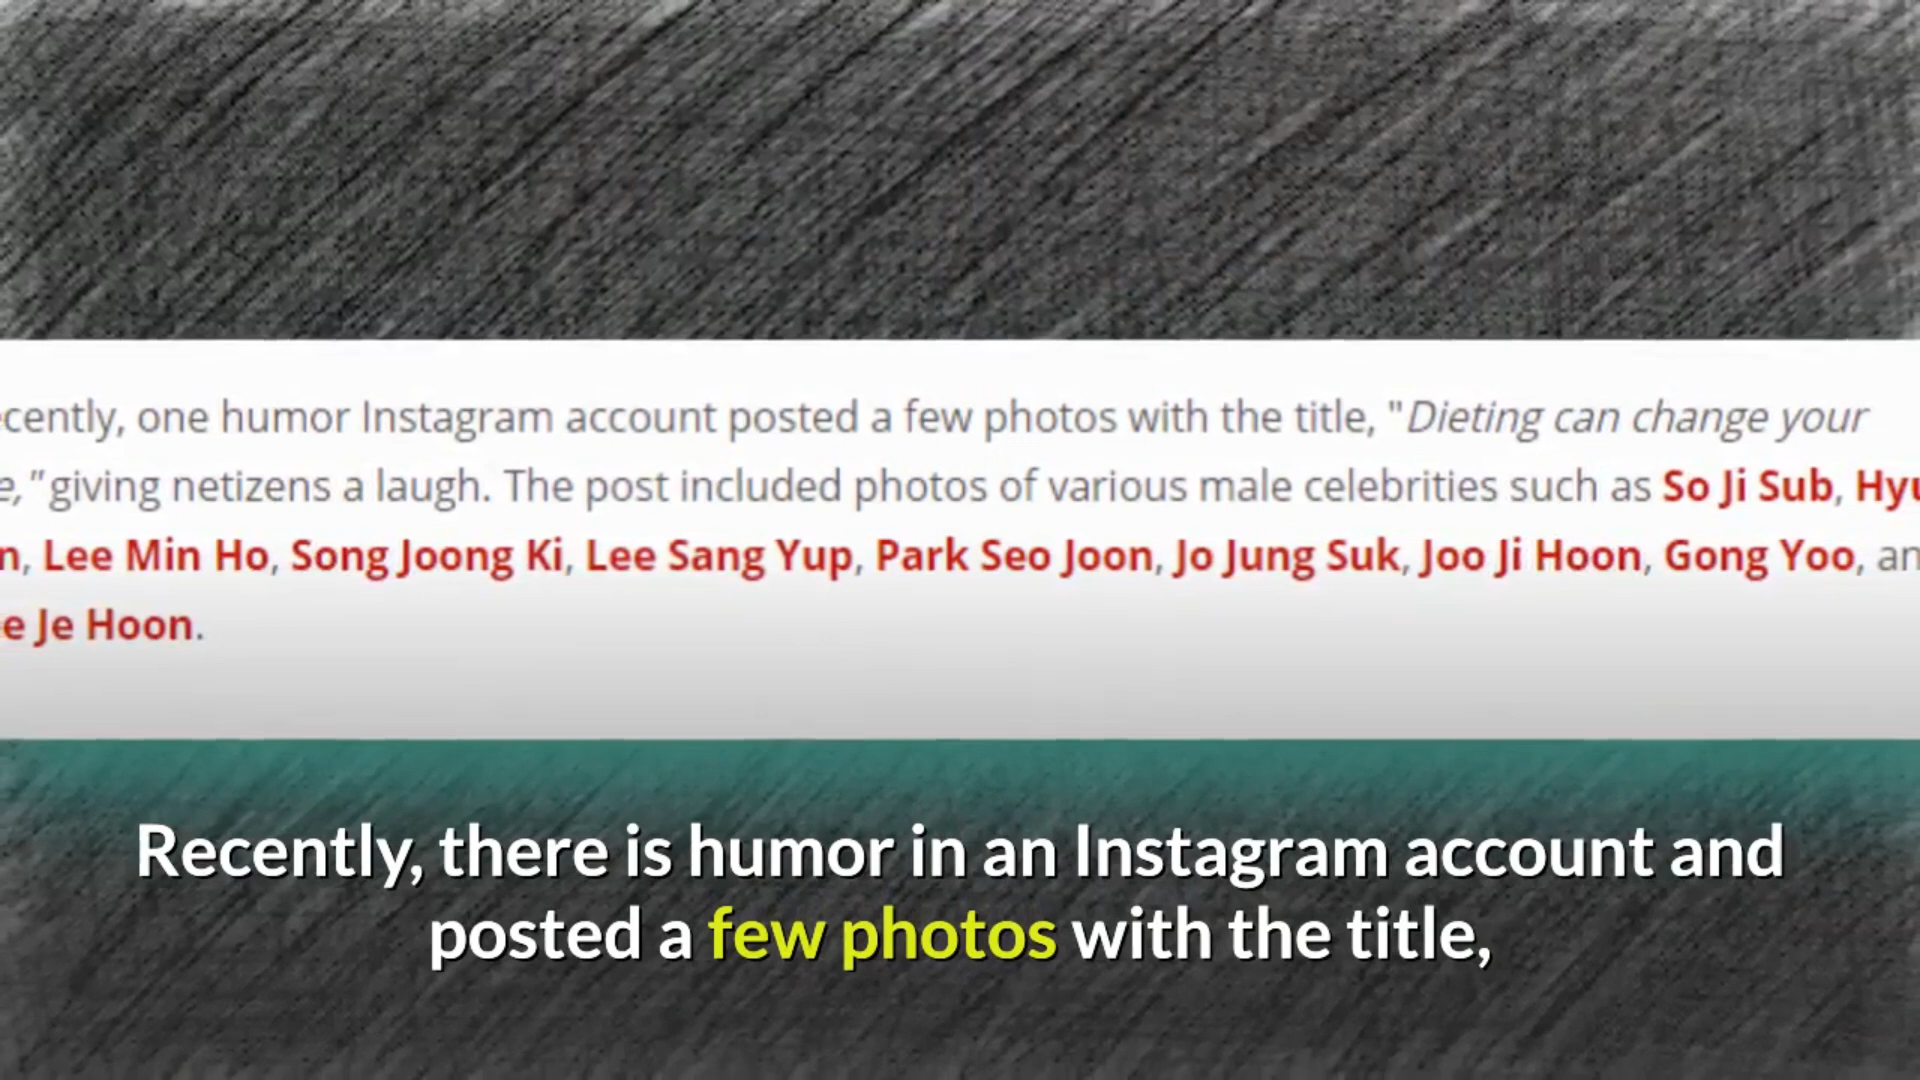 cently, one humor Instagram account posted a few photos with the title, "Dieting can change your
e," giving netizens a laugh. The post included photos of various male celebrities such as So Ji Sub, Hyu
n, Lee Min Ho, Song Joong Ki, Lee Sang Yup, Park Seo Joon, Jo Jung Suk, Joo Ji Hoon, Gong Yoo, an
e Je Hoon.
Recently, there is humor in an Instagram account and
posted a few photos with the title,